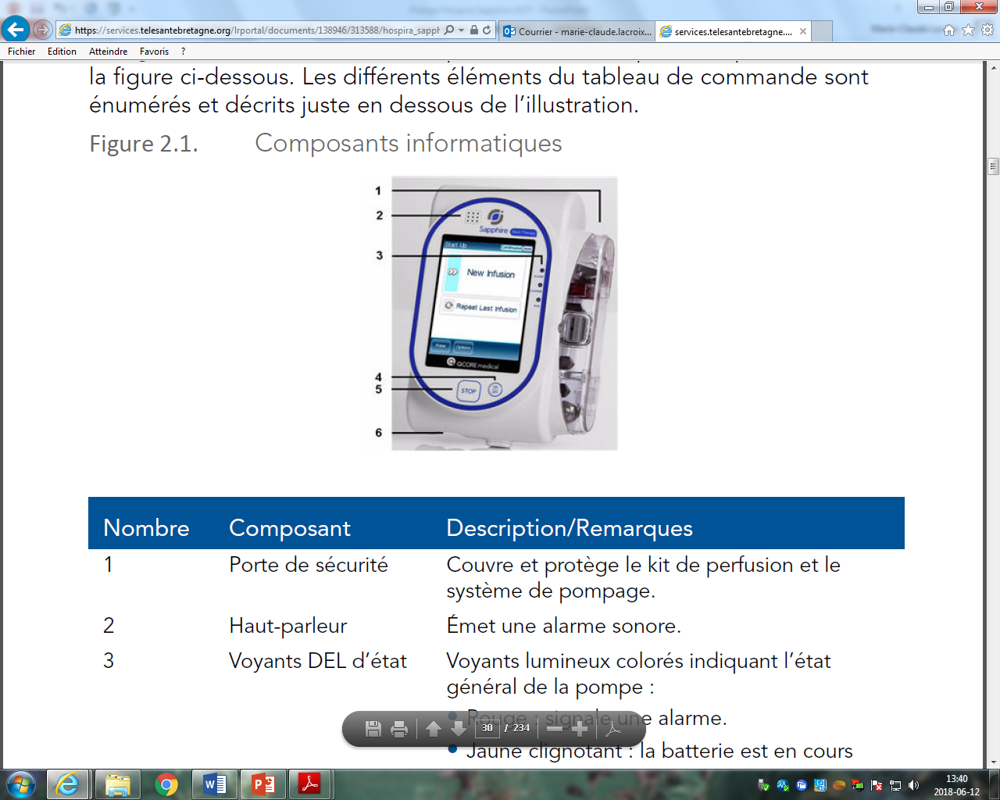 https://services.telesantebretagne.org/lrportal/documents/138946/313588/hospira_sapph
Courrier - marie-claude.lacroix...
services.telesantebretagne....
Fichier Edition Atteindre Favoris ?
la figure ci-dessous. Les différents éléments du tableau de commande sont
énumérés et décrits juste en dessous de l'illustration.
Figure 2.1. Composants informatiques
1
2
Sapphire
3
Start Up
New Infusion
Repeat Last Infusion
Options
QCORE medical
4
5
STOP
6
Nombre Composant Description/Remarques
1 Porte de sécurité Couvre et protège le kit de perfusion et le
système de pompage.
2 Haut-parleur Émet une alarme sonore.
3 Voyants DEL d'état Voyants lumineux colorés indiquant l'état
général de la pompe :
• Rouge : signale une alarme.
30 / 234
• Jaune clignotant : la batterie est en cours
13:40
2018-06-12